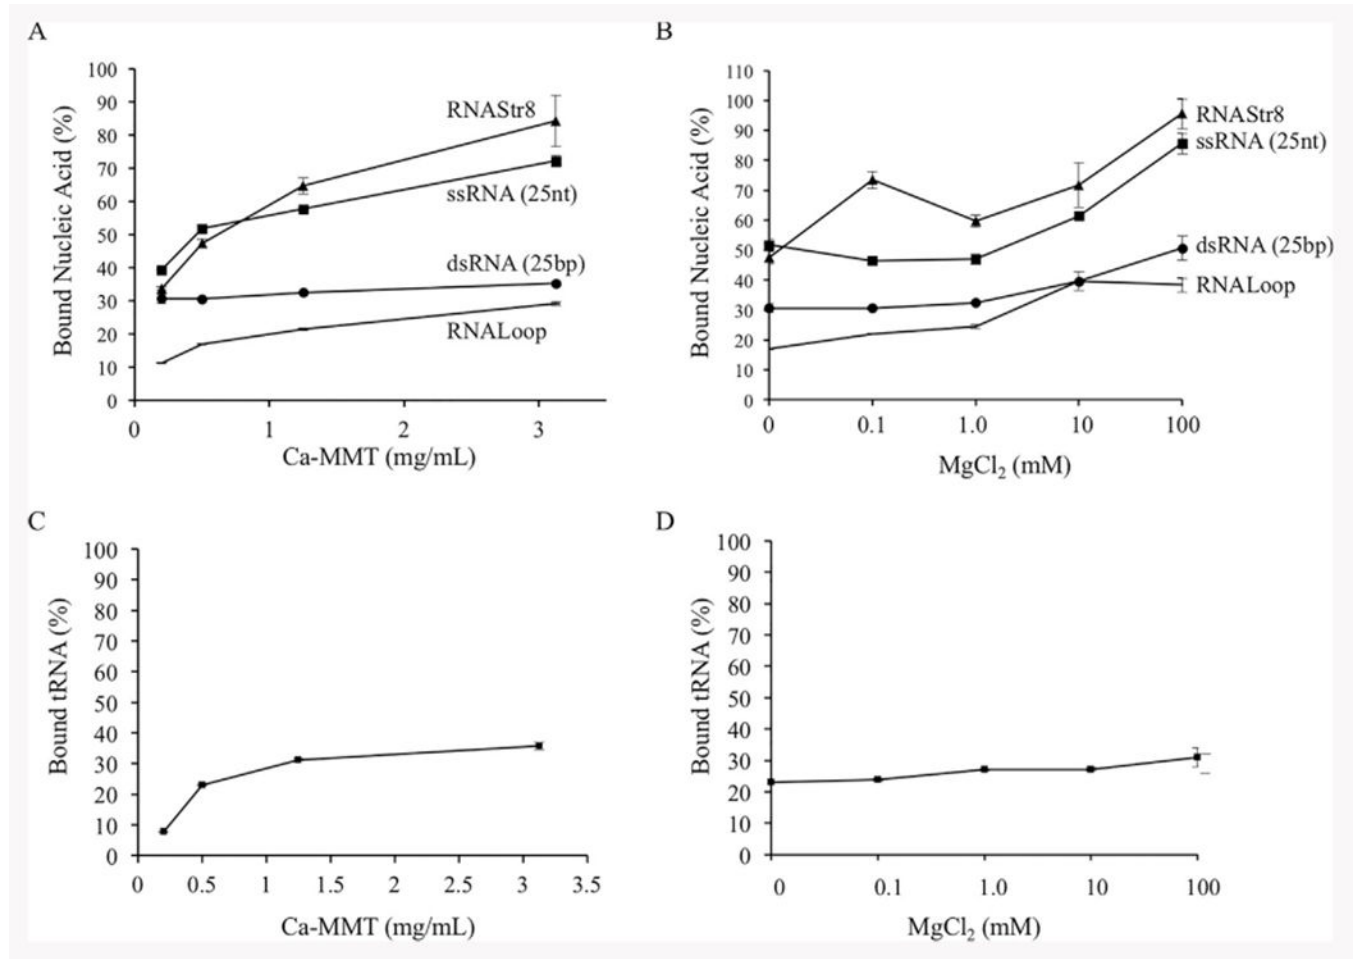 A
100
90
80
70
60
50
40
30
20
10
0
Bound Nucleic Acid (%)
RNAStr8
ssRNA (25nt)
dsRNA (25bp)
RNALoop
0 1 2 3
Ca-MMT (mg/mL)
B
110
100
90
80
70
60
50
40
30
20
10
0
Bound Nucleic Acid (%)
RNAStr8
ssRNA (25nt)
dsRNA (25bp)
RNALoop
0 0.1 1.0 10 100
MgCl₂ (mM)
C
100
90
80
70
60
50
40
30
20
10
0
Bound tRNA (%)
0 0.5 1 1.5 2 2.5 3 3.5
Ca-MMT (mg/mL)
D
100
90
80
70
60
50
40
30
20
10
0
Bound tRNA (%)
0 0.1 1.0 10 100
MgCl₂ (mM)